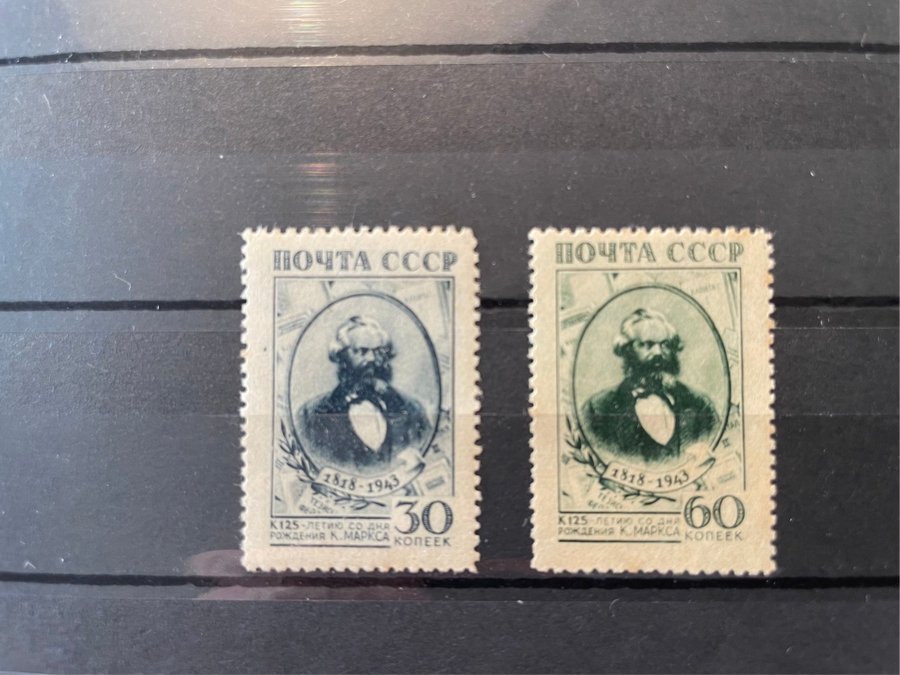 ПОЧТА СССР
1818-1943
К 125-ЛЕТИЮ СО ДНЯ
РОЖДЕНИЯ К. МАРКСА
30
КОПЕЕК
ПОЧТА СССР
1818-1943
К 125-ЛЕТИЮ СО ДНЯ
РОЖДЕНИЯ К. МАРКСА
60
КОПЕЕК